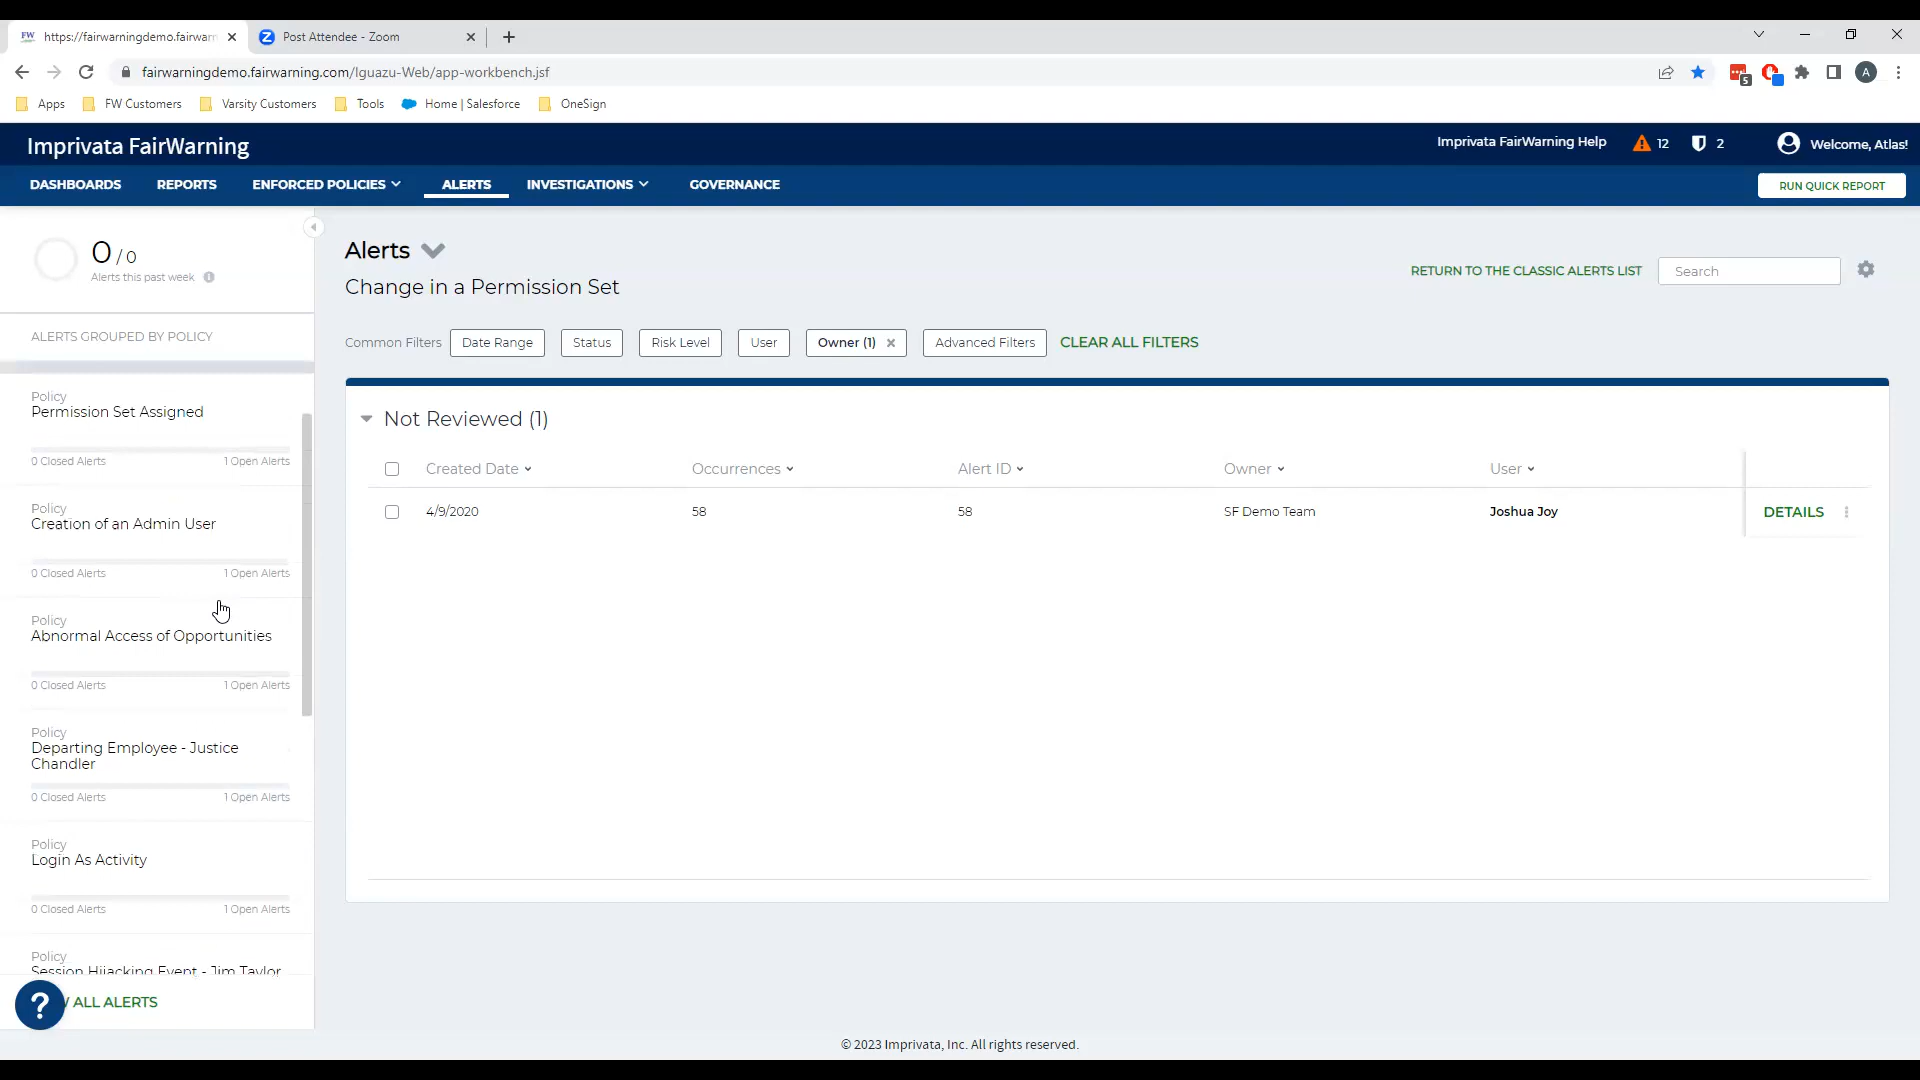 FW https://fairwarningdemo.fairwarn
Post Attendee - Zoom
fairwarningdemo.fairwarning.com/Iguazu-Web/app-workbench.jsf
5
A
Apps
FW Customers
Varsity Customers
Tools
Home | Salesforce
OneSign
Imprivata FairWarning
Imprivata FairWarning Help
12
2
Welcome, Atlas!
DASHBOARDS
REPORTS
ENFORCED POLICIES
ALERTS
INVESTIGATIONS
GOVERNANCE
RUN QUICK REPORT
0 / 0
Alerts this past week
ALERTS GROUPED BY POLICY
Policy
Permission Set Assigned
0 Closed Alerts
1 Open Alerts
Policy
Creation of an Admin User
0 Closed Alerts
1 Open Alerts
Policy
Abnormal Access of Opportunities
0 Closed Alerts
1 Open Alerts
Policy
Departing Employee - Justice
Chandler
0 Closed Alerts
1 Open Alerts
Policy
Login As Activity
0 Closed Alerts
1 Open Alerts
Policy
Session Hijacking Event - Jim Taylor
?
ALL ALERTS
Alerts
Change in a Permission Set
RETURN TO THE CLASSIC ALERTS LIST
Search
Common Filters
Date Range
Status
Risk Level
User
Owner (1)
Advanced Filters
CLEAR ALL FILTERS
Not Reviewed (1)
Created Date
Occurrences
Alert ID
Owner
User
4/9/2020
58
58
SF Demo Team
Joshua Joy
DETAILS
© 2023 Imprivata, Inc. All rights reserved.